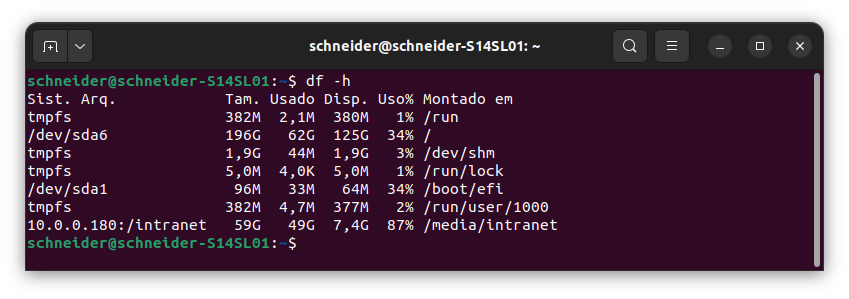 schneider@schneider-S14SL01: ~
schneider@schneider-S14SL01:~$ df -h
Sist. Arq.            Tam. Usado Disp. Uso% Montado em
tmpfs                 382M  2,1M  380M   1% /run
/dev/sda6             196G   62G  125G  34% /
tmpfs                 1,9G   44M  1,9G   3% /dev/shm
tmpfs                 5,0M  4,0K  5,0M   1% /run/lock
/dev/sda1              96M   33M   64M  34% /boot/efi
tmpfs                 382M  4,7M  377M   2% /run/user/1000
10.0.0.180:/intranet   59G   49G  7,4G  87% /media/intranet
schneider@schneider-S14SL01:~$